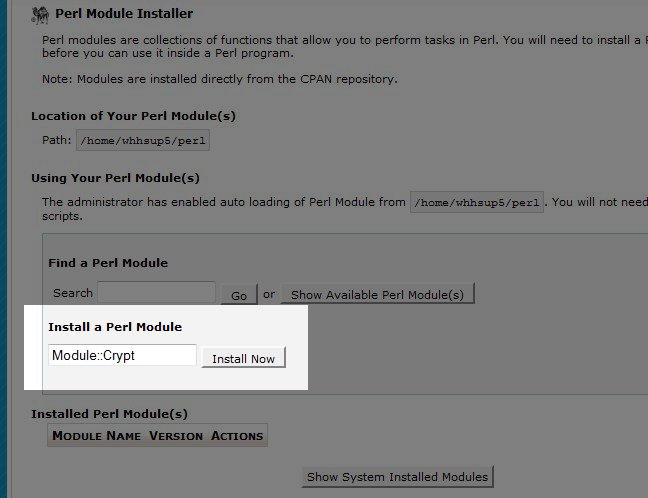 Perl Module Installer
Perl modules are collections of functions that allow you to perform tasks in Perl. You will need to install a
before you can use it inside a Perl program.
Note: Modules are installed directly from the CPAN repository.
Location of Your Perl Module(s)
Path: /home/whhsup5/perl
Using Your Perl Module(s)
The administrator has enabled auto loading of Perl Module from /home/whhsup5/perl. You will not need
scripts.
Find a Perl Module
Search Go or Show Available Perl Module(s)
Install a Perl Module
Module::Crypt Install Now
Installed Perl Module(s)
MODULE NAME VERSION ACTIONS
Show System Installed Modules